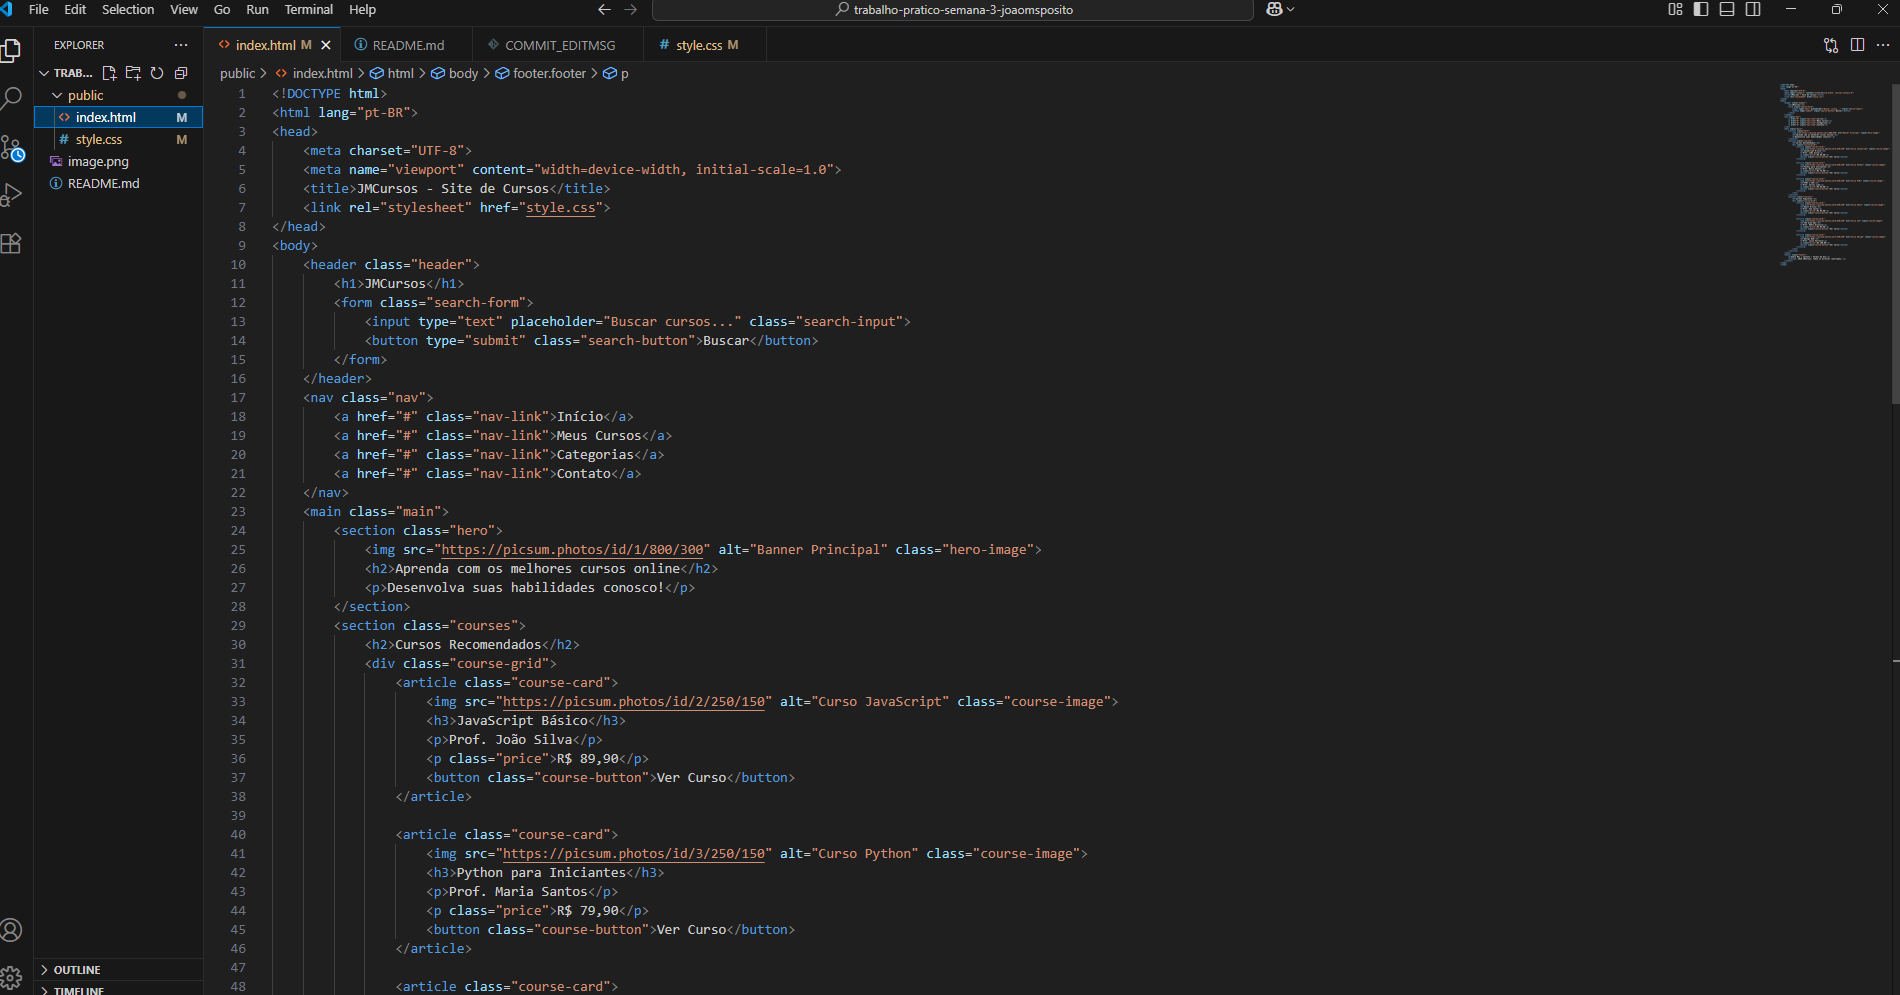 File Edit Selection View Go Run Terminal Help
trabalho-pratico-semana-3-joaomsposito
EXPLORER
TRAB...
public
index.html M
style.css M
image.png
README.md
OUTLINE
TIMELINE
index.html M
README.md
COMMIT_EDITMSG
style.css M
public > index.html > html > body > footer.footer > p
1 <!DOCTYPE html>
2 <html lang="pt-BR">
3 <head>
4 <meta charset="UTF-8">
5 <meta name="viewport" content="width=device-width, initial-scale=1.0">
6 <title>JMCursos - Site de Cursos</title>
7 <link rel="stylesheet" href="style.css">
8 </head>
9 <body>
10 <header class="header">
11 <h1>JMCursos</h1>
12 <form class="search-form">
13 <input type="text" placeholder="Buscar cursos..." class="search-input">
14 <button type="submit" class="search-button">Buscar</button>
15 </form>
16 </header>
17 <nav class="nav">
18 <a href="#" class="nav-link">Início</a>
19 <a href="#" class="nav-link">Meus Cursos</a>
20 <a href="#" class="nav-link">Categorias</a>
21 <a href="#" class="nav-link">Contato</a>
22 </nav>
23 <main class="main">
24 <section class="hero">
25 <img src="https://picsum.photos/id/1/800/300" alt="Banner Principal" class="hero-image">
26 <h2>Aprenda com os melhores cursos online</h2>
27 <p>Desenvolva suas habilidades conosco!</p>
28 </section>
29 <section class="courses">
30 <h2>Cursos Recomendados</h2>
31 <div class="course-grid">
32 <article class="course-card">
33 <img src="https://picsum.photos/id/2/250/150" alt="Curso JavaScript" class="course-image">
34 <h3>JavaScript Básico</h3>
35 <p>Prof. João Silva</p>
36 <p class="price">R$ 89,90</p>
37 <button class="course-button">Ver Curso</button>
38 </article>
39
40 <article class="course-card">
41 <img src="https://picsum.photos/id/3/250/150" alt="Curso Python" class="course-image">
42 <h3>Python para Iniciantes</h3>
43 <p>Prof. Maria Santos</p>
44 <p class="price">R$ 79,90</p>
45 <button class="course-button">Ver Curso</button>
46 </article>
47
48 <article class="course-card">